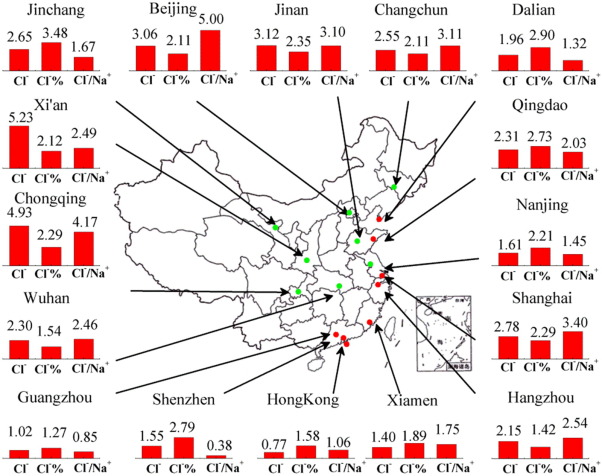 Jinchang
2.65 3.48 1.67
Cl⁻ Cl⁻% Cl⁻/Na⁺
Beijing
3.06 2.11 5.00
Cl⁻ Cl⁻% Cl⁻/Na⁺
Jinan
3.12 2.35 3.10
Cl⁻ Cl⁻% Cl⁻/Na⁺
Changchun
2.55 2.11 3.11
Cl⁻ Cl⁻% Cl⁻/Na⁺
Dalian
1.96 2.90 1.32
Cl⁻ Cl⁻% Cl⁻/Na⁺
Xi'an
5.23 2.12 2.49
Cl⁻ Cl⁻% Cl⁻/Na⁺
Qingdao
2.31 2.73 2.03
Cl⁻ Cl⁻% Cl⁻/Na⁺
Chongqing
4.93 2.29 4.17
Cl⁻ Cl⁻% Cl⁻/Na⁺
Nanjing
1.61 2.21 1.45
Cl⁻ Cl⁻% Cl⁻/Na⁺
Wuhan
2.30 1.54 2.46
Cl⁻ Cl⁻% Cl⁻/Na⁺
Shanghai
2.78 2.29 3.40
Cl⁻ Cl⁻% Cl⁻/Na⁺
Guangzhou
1.02 1.27 0.85
Cl⁻ Cl⁻% Cl⁻/Na⁺
Shenzhen
1.55 2.79 0.38
Cl⁻ Cl⁻% Cl⁻/Na⁺
HongKong
0.77 1.58 1.06
Cl⁻ Cl⁻% Cl⁻/Na⁺
Xiamen
1.40 1.89 1.75
Cl⁻ Cl⁻% Cl⁻/Na⁺
Hangzhou
2.15 1.42 2.54
Cl⁻ Cl⁻% Cl⁻/Na⁺